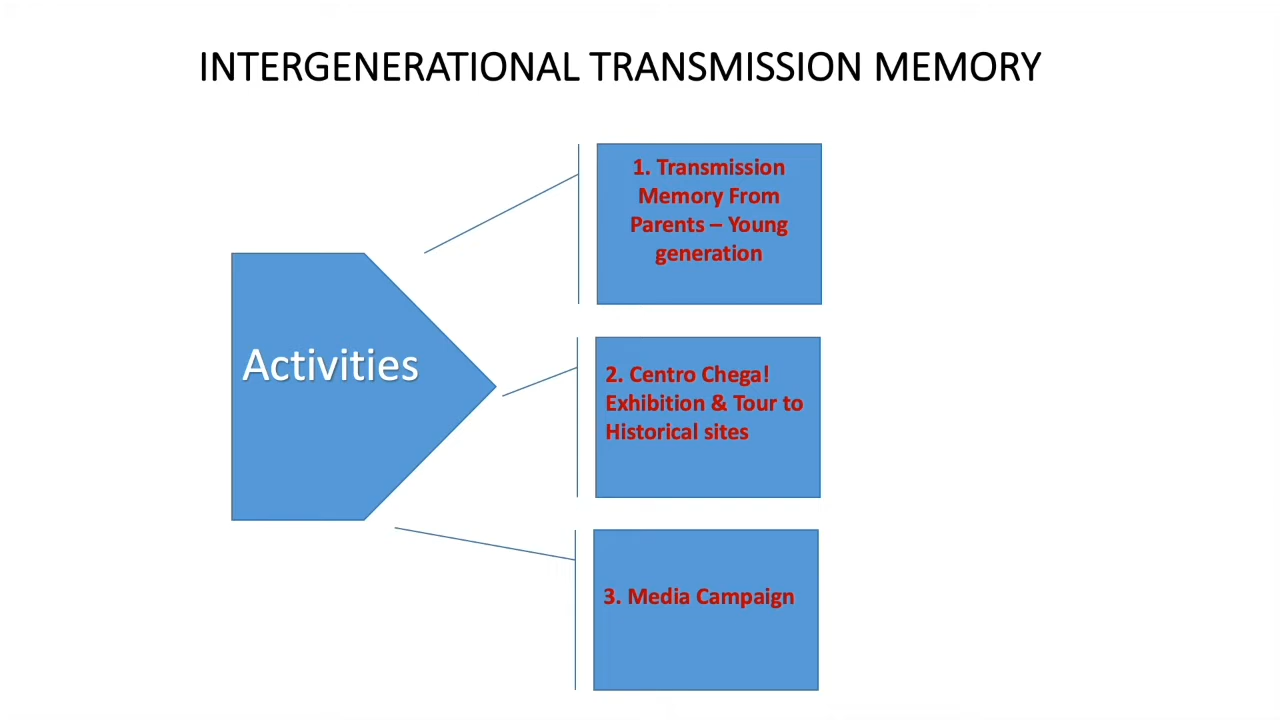 INTERGENERATIONAL TRANSMISSION MEMORY
Activities
1. Transmission
Memory From
Parents – Young
generation
2. Centro Chega!
Exhibition & Tour to
Historical sites
3. Media Campaign